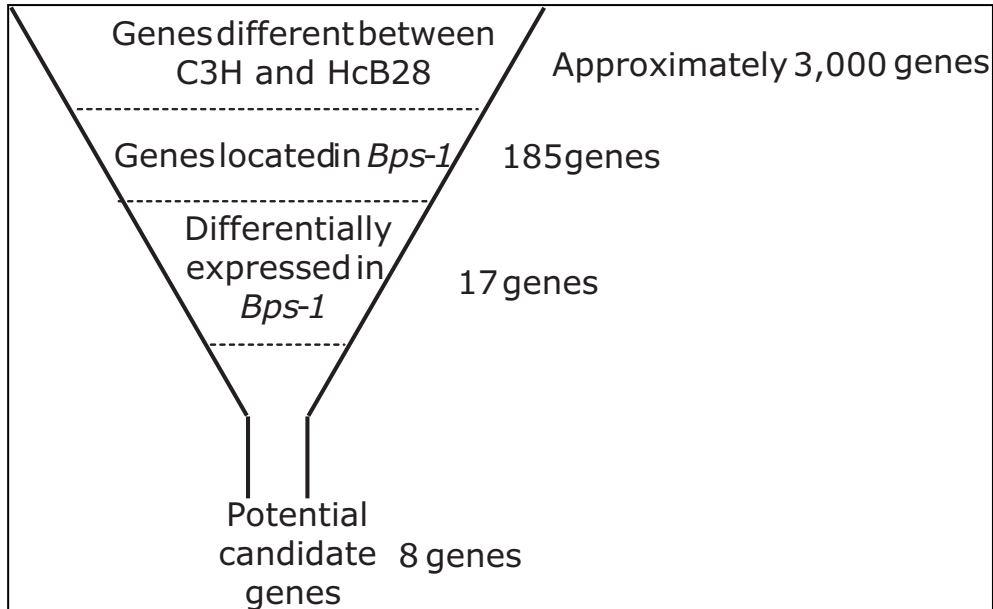 Genes different between
C3H and HcB28
Approximately 3,000 genes
Genes located in Bps-1
185 genes
Differentially
expressed in
Bps-1
17 genes
Potential
candidate
genes
8 genes